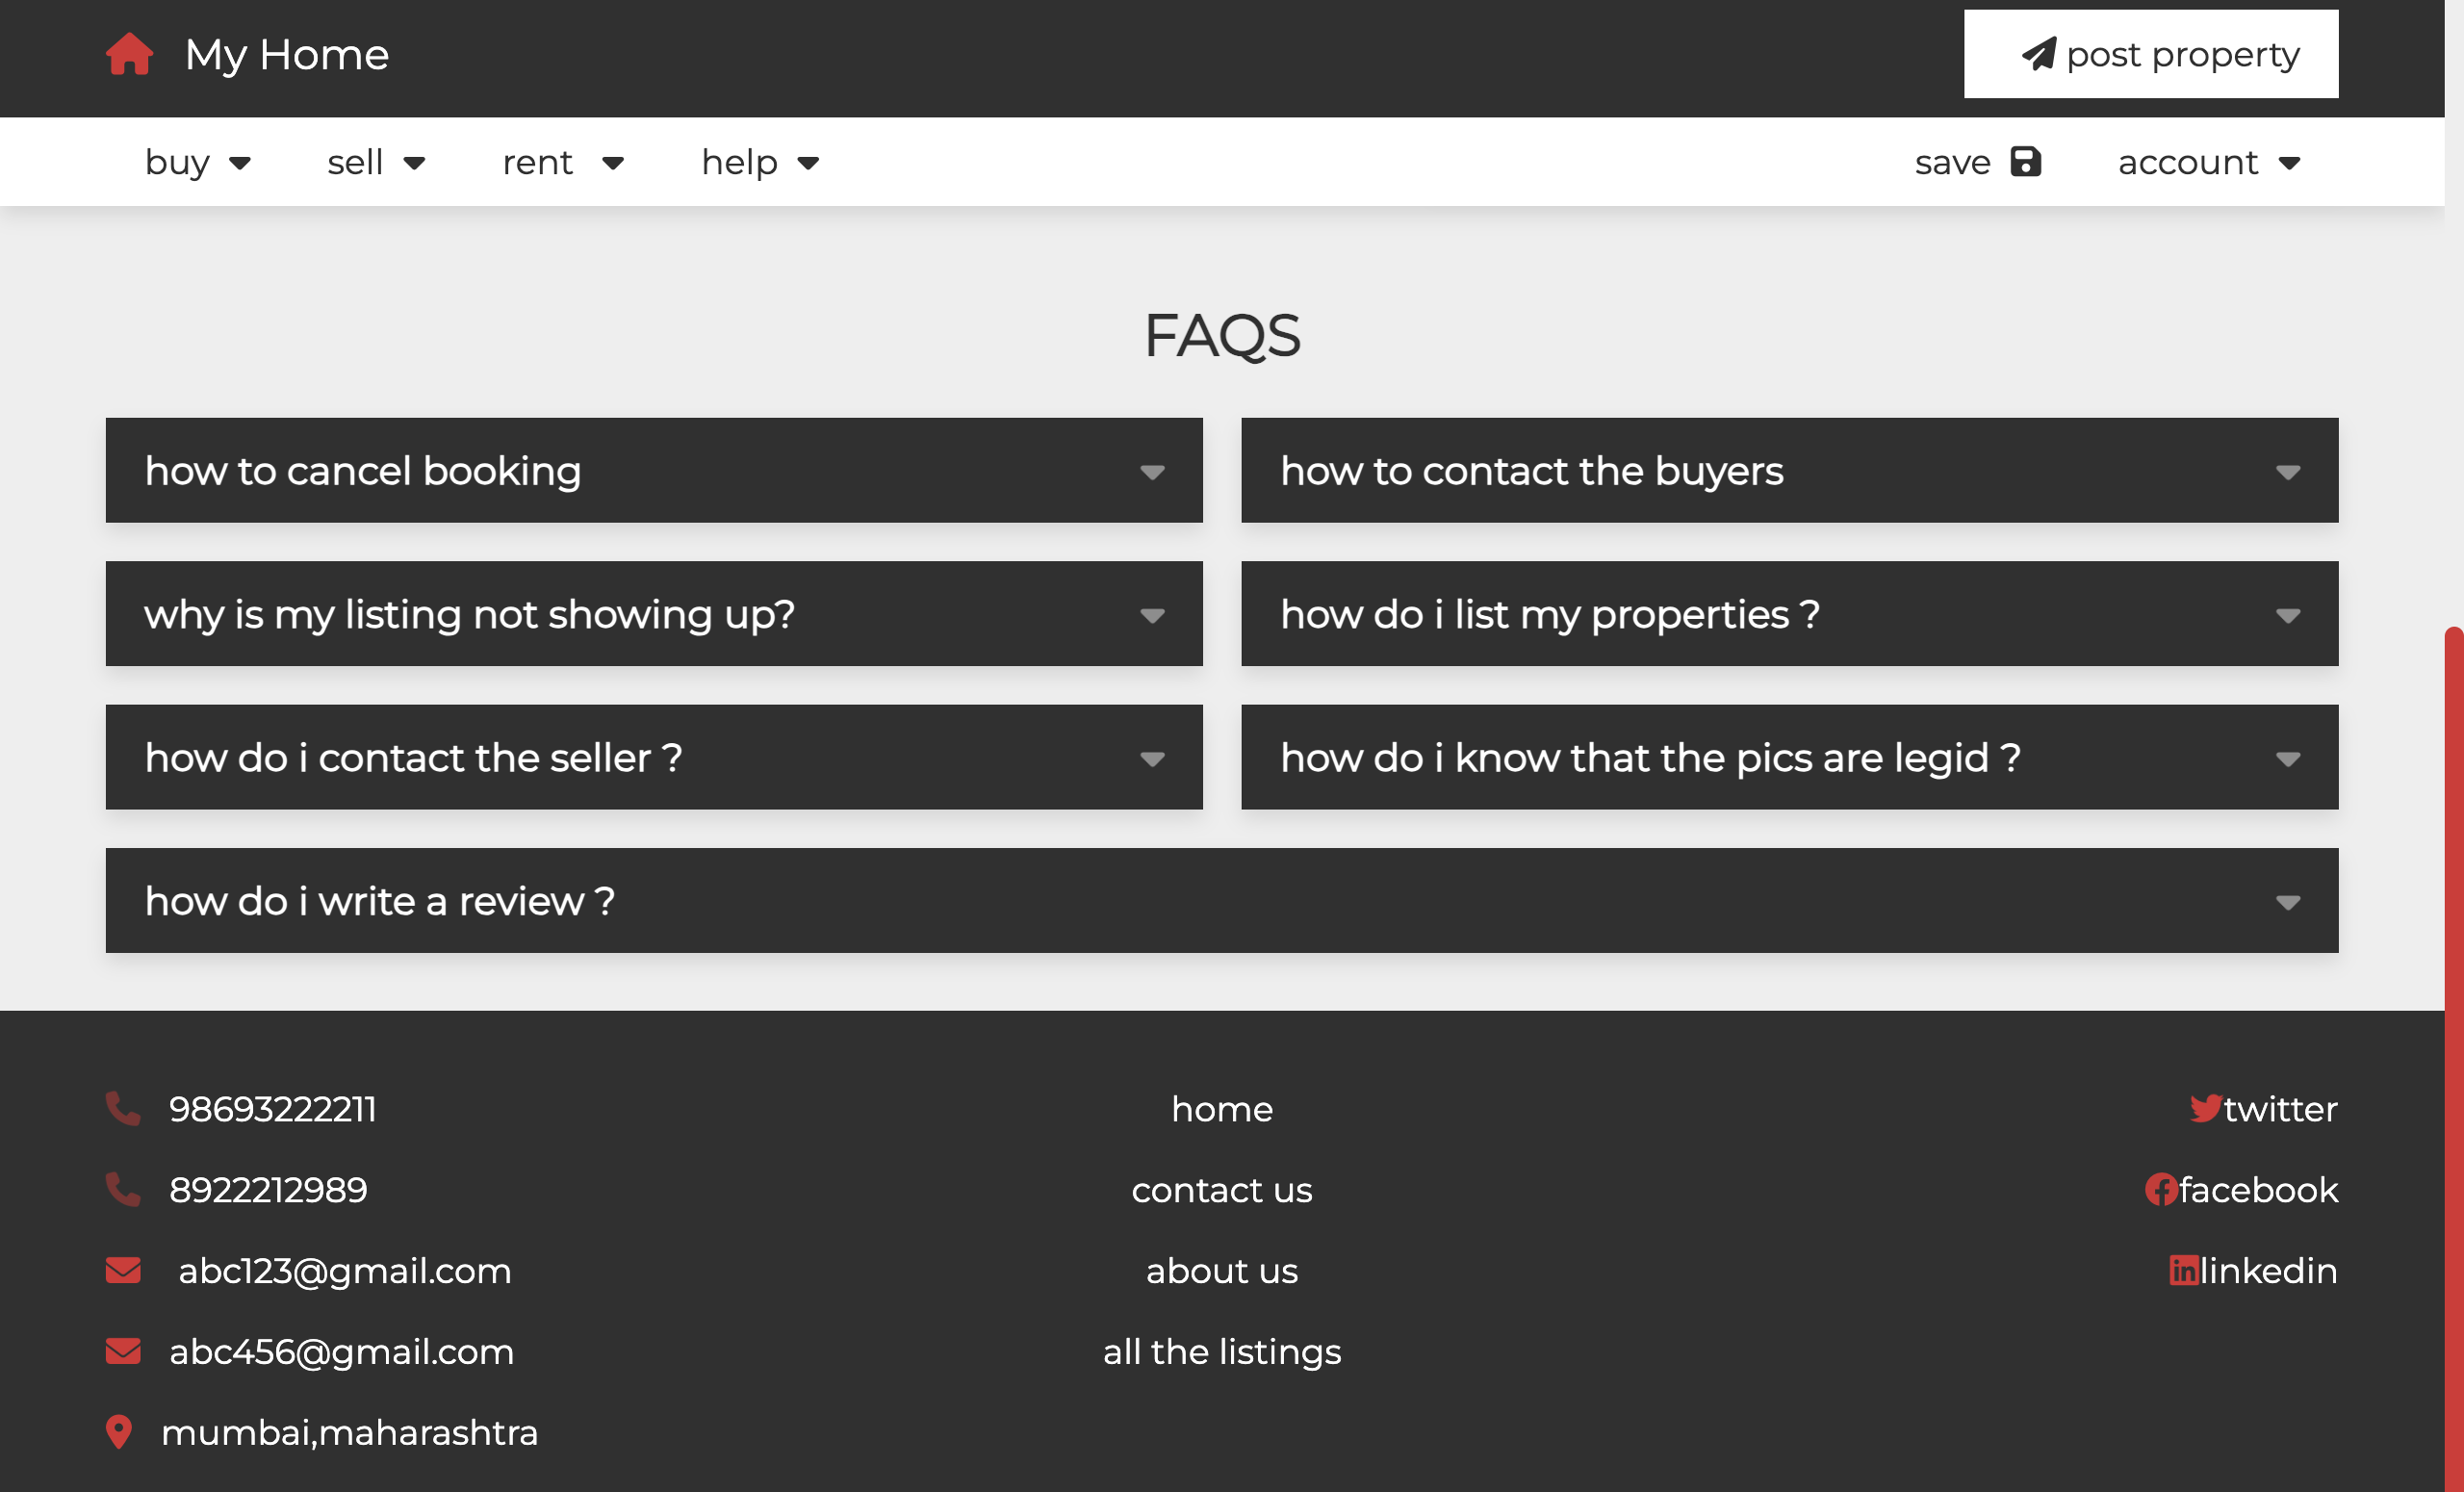 My Home
post property
buy sell rent help save account
FAQS
how to cancel booking
how to contact the buyers
why is my listing not showing up?
how do i list my properties ?
how do i contact the seller ?
how do i know that the pics are legid ?
how do i write a review ?
98693222211
8922212989
abc123@gmail.com
abc456@gmail.com
mumbai,maharashtra
home
contact us
about us
all the listings
twitter
facebook
linkedin